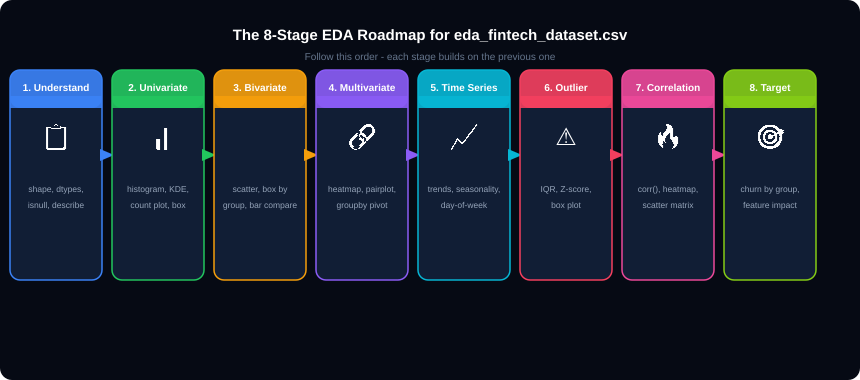 The 8-Stage EDA Roadmap for eda_fintech_dataset.csv
Follow this order - each stage builds on the previous one
1. Understand
shape, dtypes,
isnull, describe
2. Univariate
histogram, KDE,
count plot, box
3. Bivariate
scatter, box by
group, bar compare
4. Multivariate
heatmap, pairplot,
groupby pivot
5. Time Series
trends, seasonality,
day-of-week
6. Outlier
IQR, Z-score,
box plot
7. Correlation
corr(), heatmap,
scatter matrix
8. Target
churn by group,
feature impact